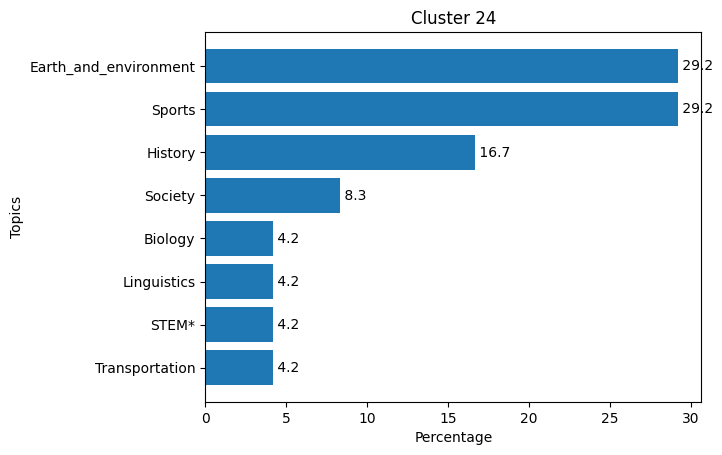 Cluster 24
Earth_and_environment 29.2
Sports 29.2
History 16.7
Society 8.3
Biology 4.2
Linguistics 4.2
STEM* 4.2
Transportation 4.2
Topics
0 5 10 15 20 25 30
Percentage